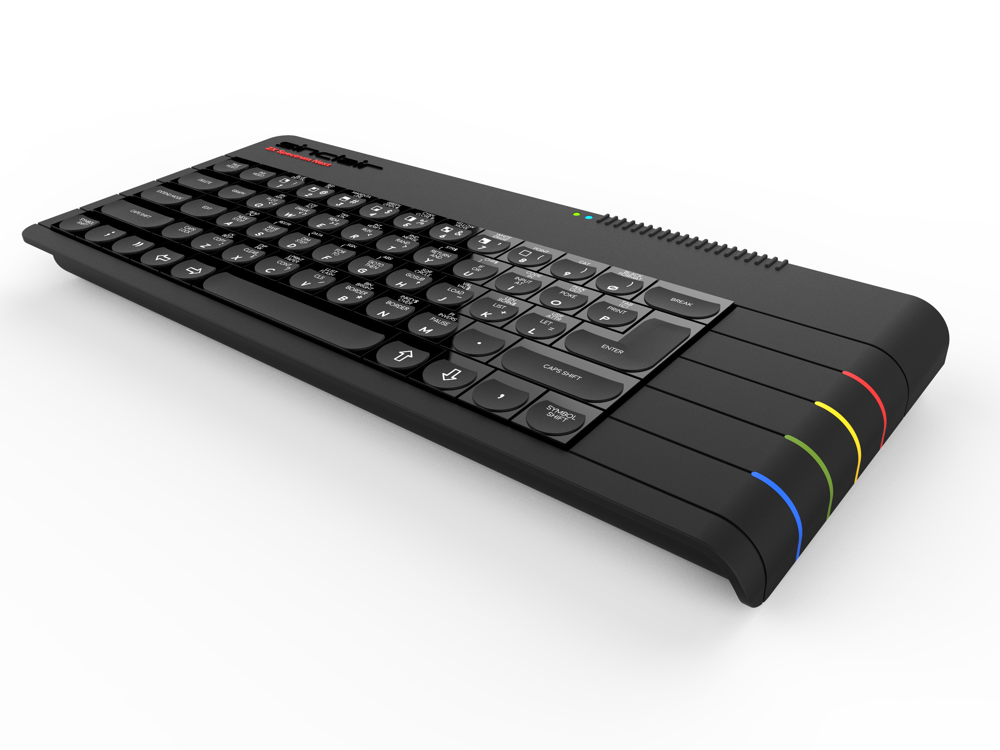 sinclair
ZX Spectrum Next
TRUE
VIDEO
INV
VIDEO
BLUE
DEF FN
!
1
RED
FN
@
2
MAGENTA
LINE
#
3
GREEN
OPEN #
$
4
CYAN
CLOSE #
%
5
YELLOW
MOVE
&
6
WHITE
ERASE
'
7
POINT
(
8
CAT
)
9
BLACK
FORMAT
)
0
BREAK
DELETE
GRAPH
SIN
ASN
PLOT
Q <=
COS
ACS
DRAW
W <>
TAN
ATN
REM
E >=
INT
VERIFY
RUN <
R
RND
MERGE
RAND >
T
[ STR$
RETURN
AND
Y
] CHR$
IF
OR
U
CODE
IN
INPUT
AT
I
PEEK
OUT
POKE
O
TAB
(C)
PRINT
P
EXTEND MODE
EDIT
READ
NEW
STOP
A
RESTR
SAVE
NOT
S
\ DATA
DIM
STEP
D
{ SGN
FOR
TO
F
} ABS
GOTO
THEN
G
SQR
CIRCLE
GOSUB
H ↑
VAL
VAL$
LOAD
J −
LEN
SCRN$
LIST +
K
USR
ATTR
LET =
L
ENTER
CAPS SHIFT
CAPS
LOCK
LN
BEEP
COPY
Z :
EXP
INK
CLEAR
X £
LPRINT
PAPER
CONT
C ?
LLIST
FLASH
CLS
V /
BIN
BRIGHT
BORDER
B *
INKEY$
OVER
BORDER
N
PI
INVERS
PAUSE
M
.
CAPS SHIFT
SYMBOL
SHIFT
;
"
⇦
⇨
⇧
⇩
,
SYMBOL
SHIFT